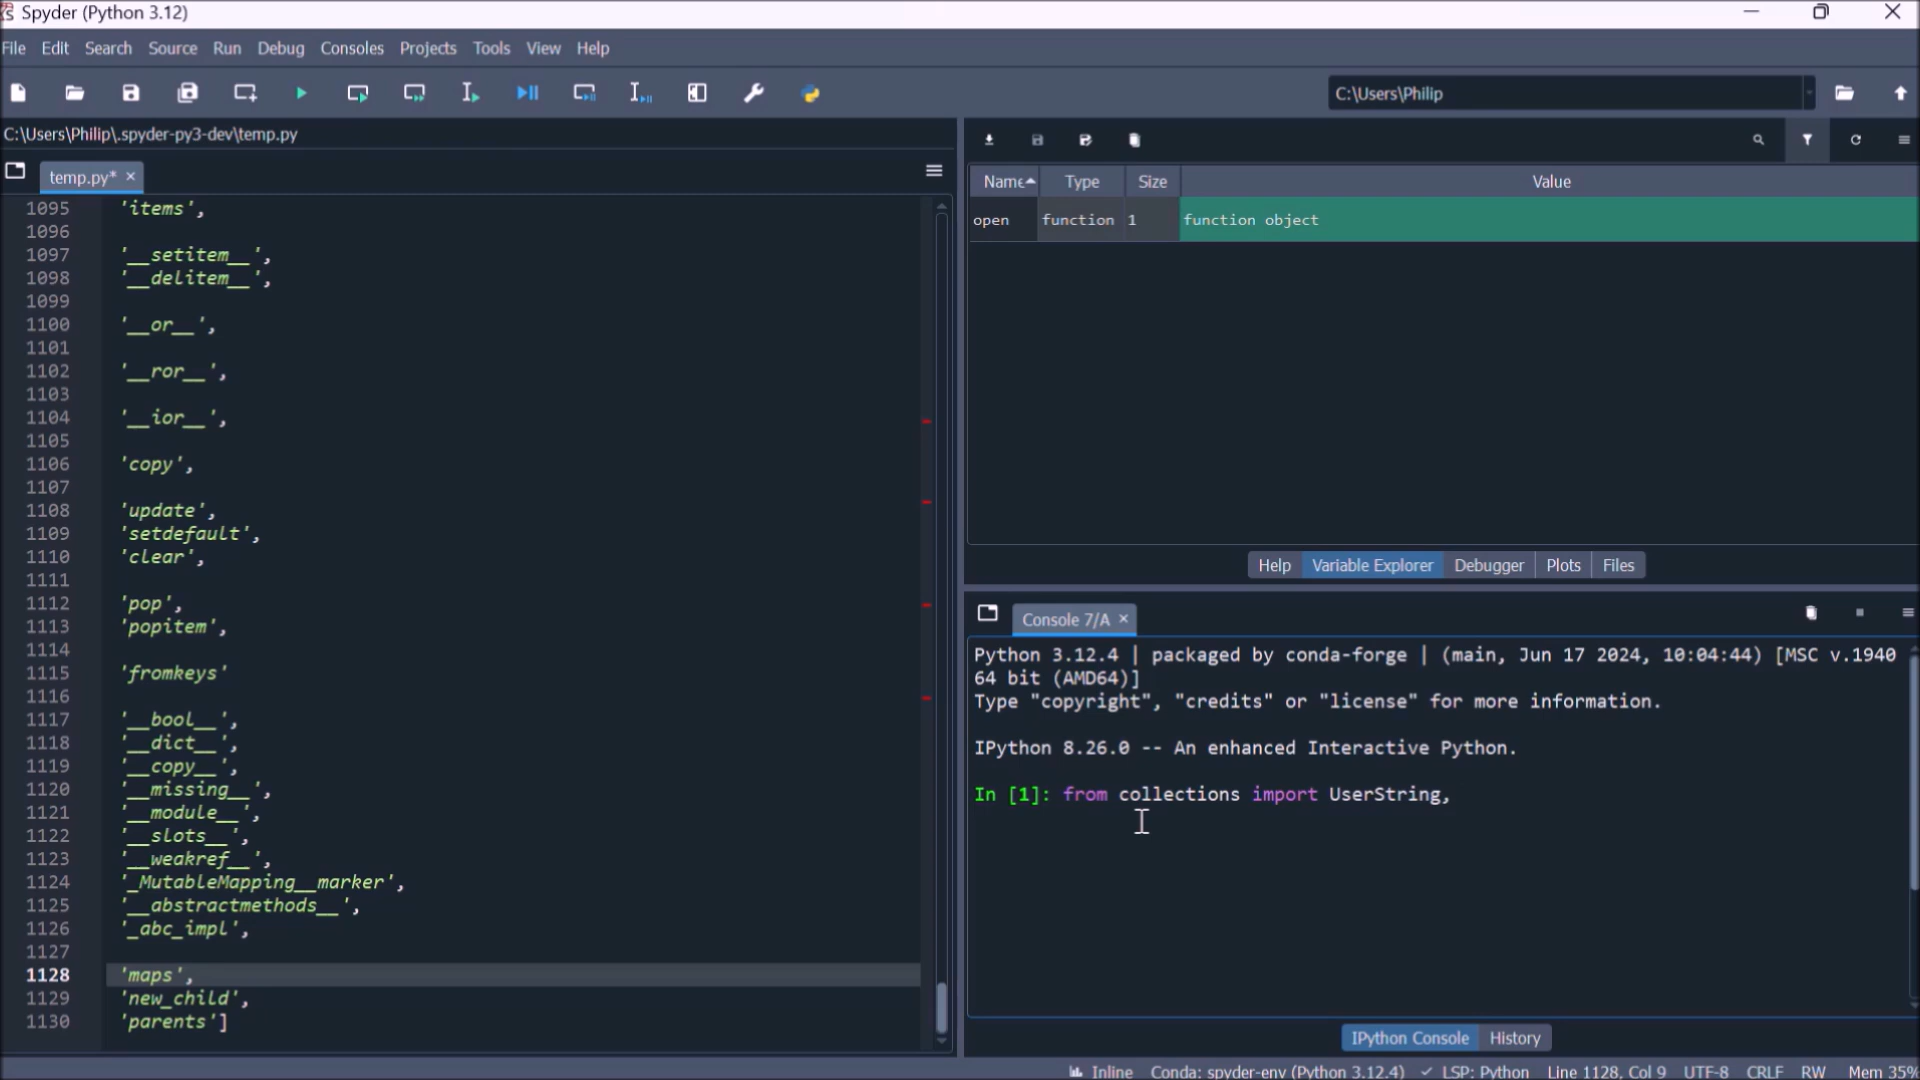 Spyder (Python 3.12)
File Edit Search Source Run Debug Consoles Projects Tools View Help
C:\Users\Philip
C:\Users\Philip\.spyder-py3-dev\temp.py
temp.py*
1095 'items',
1096
1097 '__setitem__',
1098 '__delitem__',
1099
1100 '__or__',
1101
1102 '__ror__',
1103
1104 '__ior__',
1105
1106 'copy',
1107
1108 'update',
1109 'setdefault',
1110 'clear',
1111
1112 'pop',
1113 'popitem',
1114
1115 'fromkeys'
1116
1117 '__bool__',
1118 '__dict__',
1119 '__copy__',
1120 '__missing__',
1121 '__module__',
1122 '__slots__',
1123 '__weakref__',
1124 '_MutableMapping__marker',
1125 '__abstractmethods__',
1126 '_abc_impl',
1127
1128 'maps',
1129 'new_child',
1130 'parents']
Name Type Size Value
open function 1 function object
Help Variable Explorer Debugger Plots Files
Console 7/A
Python 3.12.4 | packaged by conda-forge | (main, Jun 17 2024, 10:04:44) [MSC v.1940
64 bit (AMD64)]
Type "copyright", "credits" or "license" for more information.
IPython 8.26.0 -- An enhanced Interactive Python.
In [1]: from collections import UserString,
IPython Console History
Inline Conda: spyder-env (Python 3.12.4) LSP: Python Line 1128, Col 9 UTF-8 CRLF RW Mem 35%